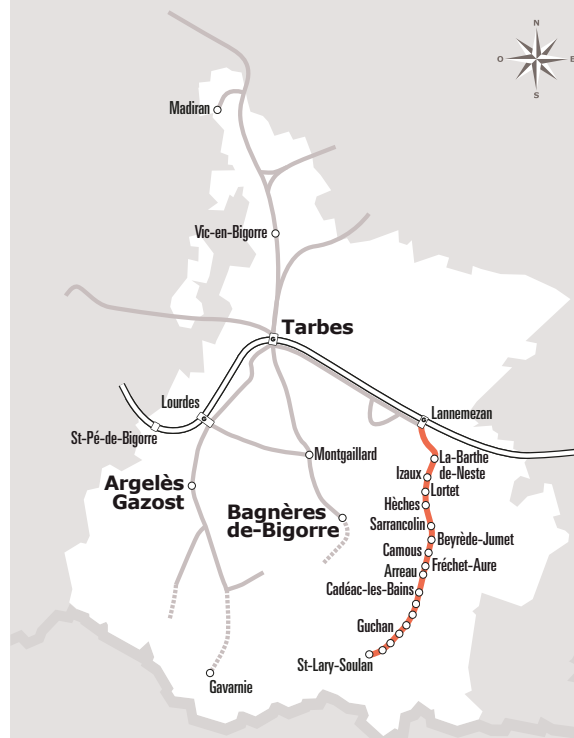 N
O
E
S
Madiran
Vic-en-Bigorre
Tarbes
Lourdes
Lannemezan
St-Pé-de-Bigorre
Montgaillard
La-Barthe
de-Neste
Izaux
Argelès
Gazost
Lortet
Hèches
Bagnères
de-Bigorre
Sarrancolin
Beyrède-Jumet
Camous
Fréchet-Aure
Arreau
Cadéac-les-Bains
Guchan
St-Lary-Soulan
Gavarnie